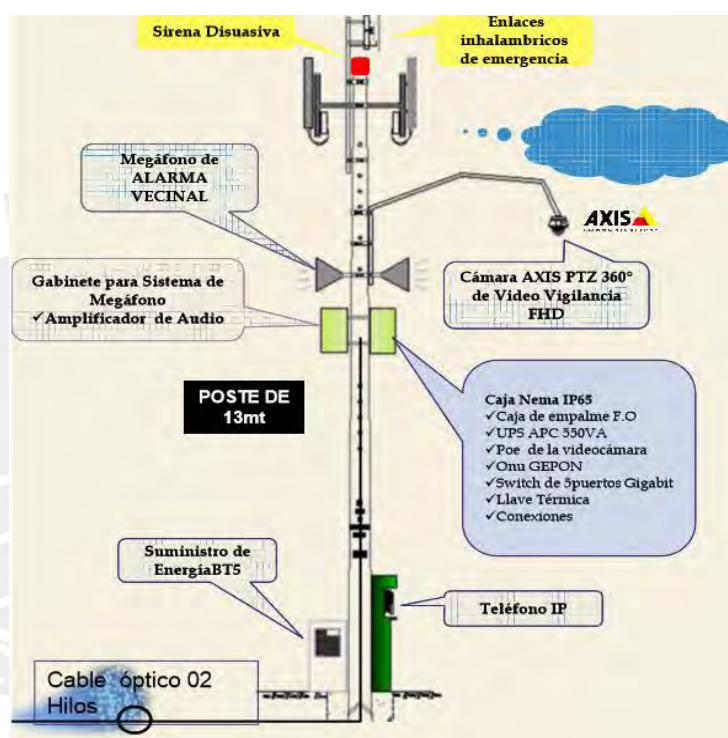 Sirena Disuasiva
Enlaces
inhalambricos
de emergencia
Megáfono de
ALARMA
VECINAL
AXIS
Gabinete para Sistema de
Megáfono
✓Amplificador de Audio
Cámara AXIS PTZ 360°
de Video Vigilancia
FHD
POSTE DE
13mt
Caja Nema IP65
✓Caja de empalme F.O
✓UPS APC 550VA
✓Poe de la videocámara
✓Onu GEPON
✓Switch de 5puertos Gigabit
✓Llave Térmica
✓Conexiones
Suministro de
EnergíaBT5
Teléfono IP
Cable óptico 02
Hilos